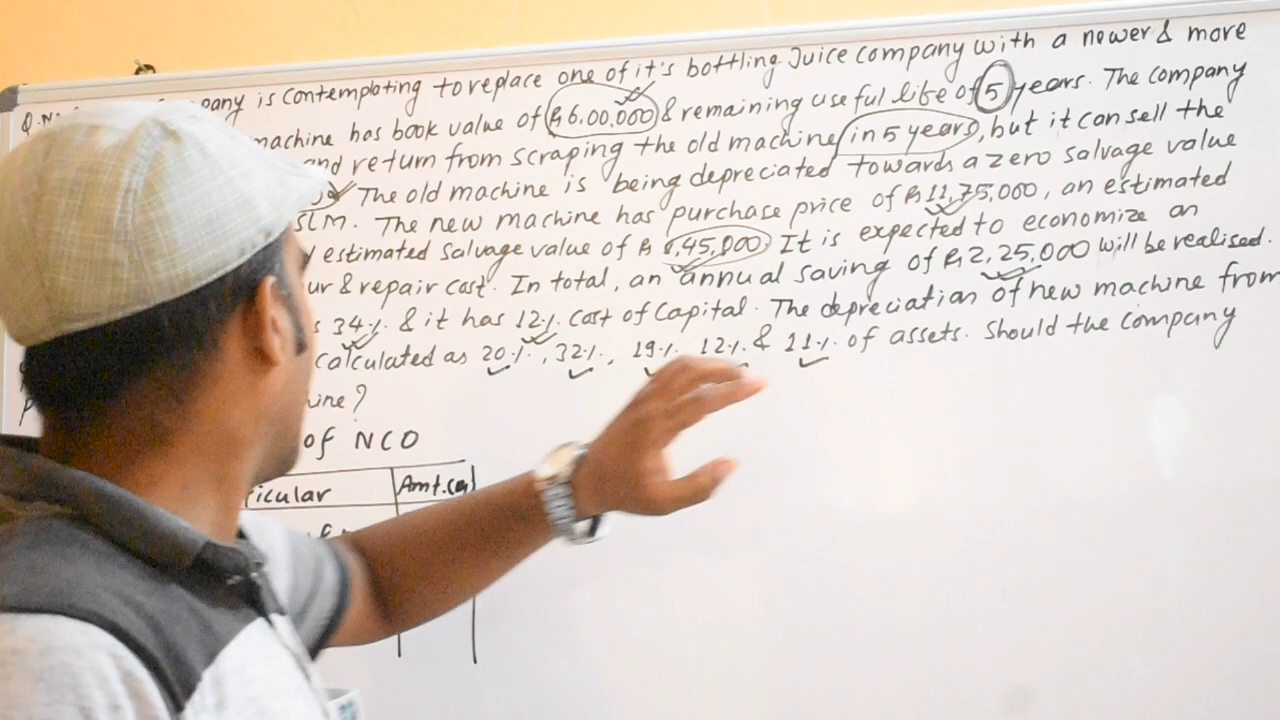 Q.N. pany is contemplating to replace one of it's bottling Juice company with a newer & more
machine has book value of Rs 6,00,000 & remaining useful life of 5 years. The company
and return from scraping the old machine in 5 years, but it can sell the
The old machine is being depreciated towards a zero salvage value
SLM. The new machine has purchase price of Rs 11,75,000, an estimated
y estimated salvage value of Rs ,45,000 It is expected to economize on
ur & repair cost. In total, an annual saving of Rs 2,25,000 will be realised.
s 34%. & it has 12%. cost of capital. The depreciation of new machine from
calculated as 20%., 32%., 19%. 12%. & 11%. of assets. Should the company
hine?
of NCO
ticular Amt.(Rs)